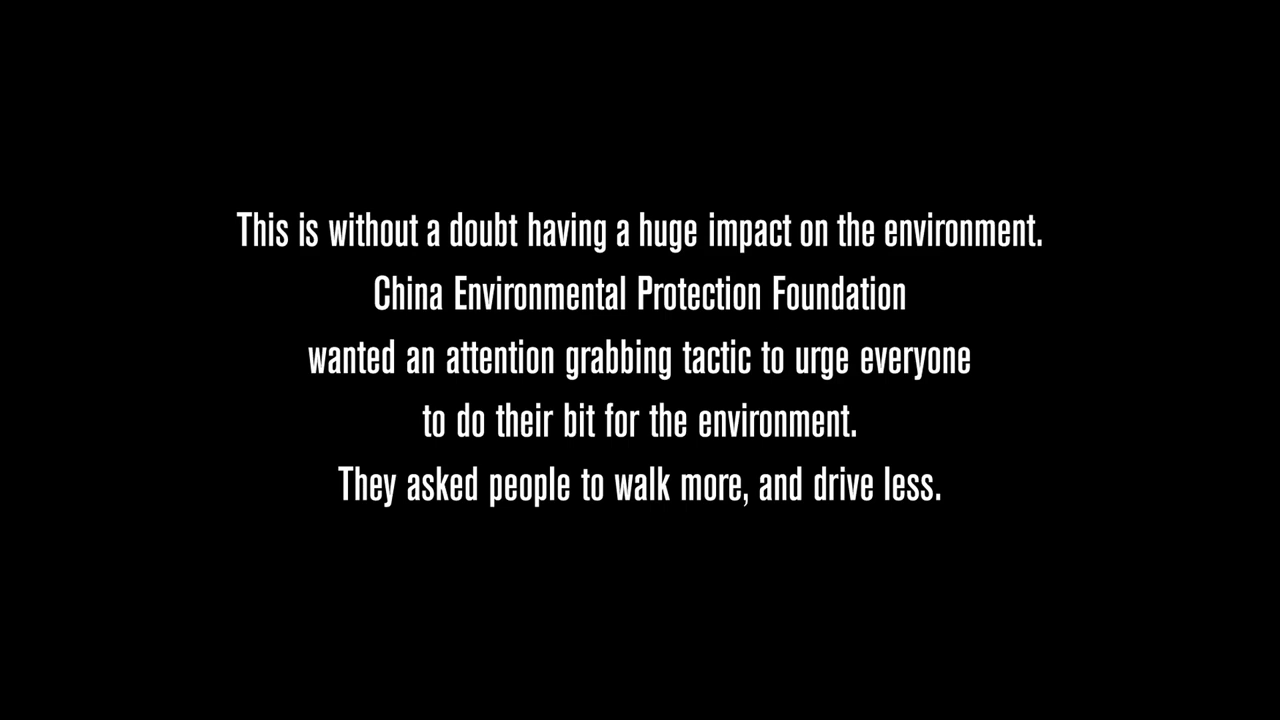 This is without a doubt having a huge impact on the environment.
China Environmental Protection Foundation
wanted an attention grabbing tactic to urge everyone
to do their bit for the environment.
They asked people to walk more, and drive less.